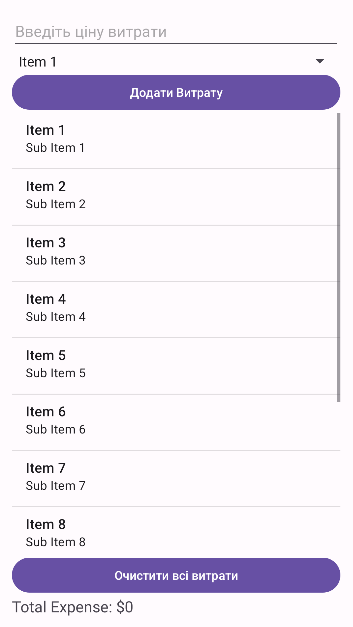 Введіть ціну витрати
Item 1
Додати Витрату
Item 1
Sub Item 1
Item 2
Sub Item 2
Item 3
Sub Item 3
Item 4
Sub Item 4
Item 5
Sub Item 5
Item 6
Sub Item 6
Item 7
Sub Item 7
Item 8
Sub Item 8
Очистити всі витрати
Total Expense: $0